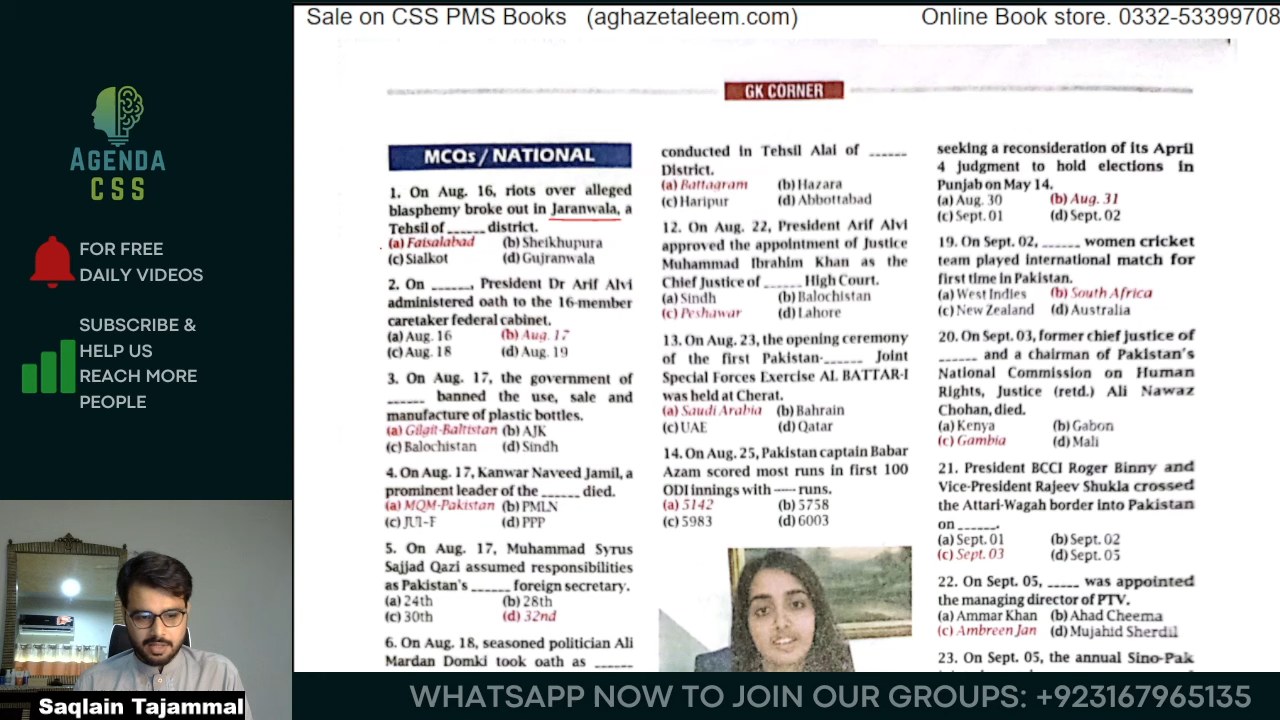 Sale on CSS PMS Books (aghazetaleem.com)
Online Book store. 0332-53399708
AGENDA
CSS
FOR FREE
DAILY VIDEOS
SUBSCRIBE &
HELP US
REACH MORE
PEOPLE
Saqlain Tajammal
GK CORNER
MCQs / NATIONAL
1. On Aug. 16, riots over alleged
blasphemy broke out in Jaranwala, a
Tehsil of ______ district.
(a) Faisalabad (b) Sheikhupura
(c) Sialkot (d) Gujranwala
2. On ______, President Dr Arif Alvi
administered oath to the 16-member
caretaker federal cabinet.
(a) Aug. 16 (b) Aug. 17
(c) Aug. 18 (d) Aug. 19
3. On Aug. 17, the government of
______ banned the use, sale and
manufacture of plastic bottles.
(a) Gilgit-Baltistan (b) AJK
(c) Balochistan (d) Sindh
4. On Aug. 17, Kanwar Naveed Jamil, a
prominent leader of the ______ died.
(a) MQM-Pakistan (b) PMLN
(c) JUI-F (d) PPP
5. On Aug. 17, Muhammad Syrus
Sajjad Qazi assumed responsibilities
as Pakistan's ______ foreign secretary.
(a) 24th (b) 28th
(c) 30th (d) 32nd
6. On Aug. 18, seasoned politician Ali
Mardan Domki took oath as ______
conducted in Tehsil Alai of ______
District.
(a) Battagram (b) Hazara
(c) Haripur (d) Abbottabad
12. On Aug. 22, President Arif Alvi
approved the appointment of Justice
Muhammad Ibrahim Khan as the
Chief Justice of ______ High Court.
(a) Sindh (b) Balochistan
(c) Peshawar (d) Lahore
13. On Aug. 23, the opening ceremony
of the first Pakistan-______ Joint
Special Forces Exercise AL BATTAR-I
was held at Cherat.
(a) Saudi Arabia (b) Bahrain
(c) UAE (d) Qatar
14. On Aug. 25, Pakistan captain Babar
Azam scored most runs in first 100
ODI innings with ---- runs.
(a) 5142 (b) 5758
(c) 5983 (d) 6003
seeking a reconsideration of its April
4 judgment to hold elections in
Punjab on May 14.
(a) Aug. 30 (b) Aug. 31
(c) Sept. 01 (d) Sept. 02
19. On Sept. 02, ______ women cricket
team played international match for
first time in Pakistan.
(a) West Indies (b) South Africa
(c) New Zealand (d) Australia
20. On Sept. 03, former chief justice of
______ and a chairman of Pakistan's
National Commission on Human
Rights, Justice (retd.) Ali Nawaz
Chohan, died.
(a) Kenya (b) Gabon
(c) Gambia (d) Mali
21. President BCCI Roger Binny and
Vice-President Rajeev Shukla crossed
the Attari-Wagah border into Pakistan
on ______.
(a) Sept. 01 (b) Sept. 02
(c) Sept. 03 (d) Sept. 05
22. On Sept. 05, _____ was appointed
the managing director of PTV.
(a) Ammar Khan (b) Ahad Cheema
(c) Ambreen Jan (d) Mujahid Sherdil
23. On Sept. 05, the annual Sino-Pak
WHATSAPP NOW TO JOIN OUR GROUPS: +923167965135